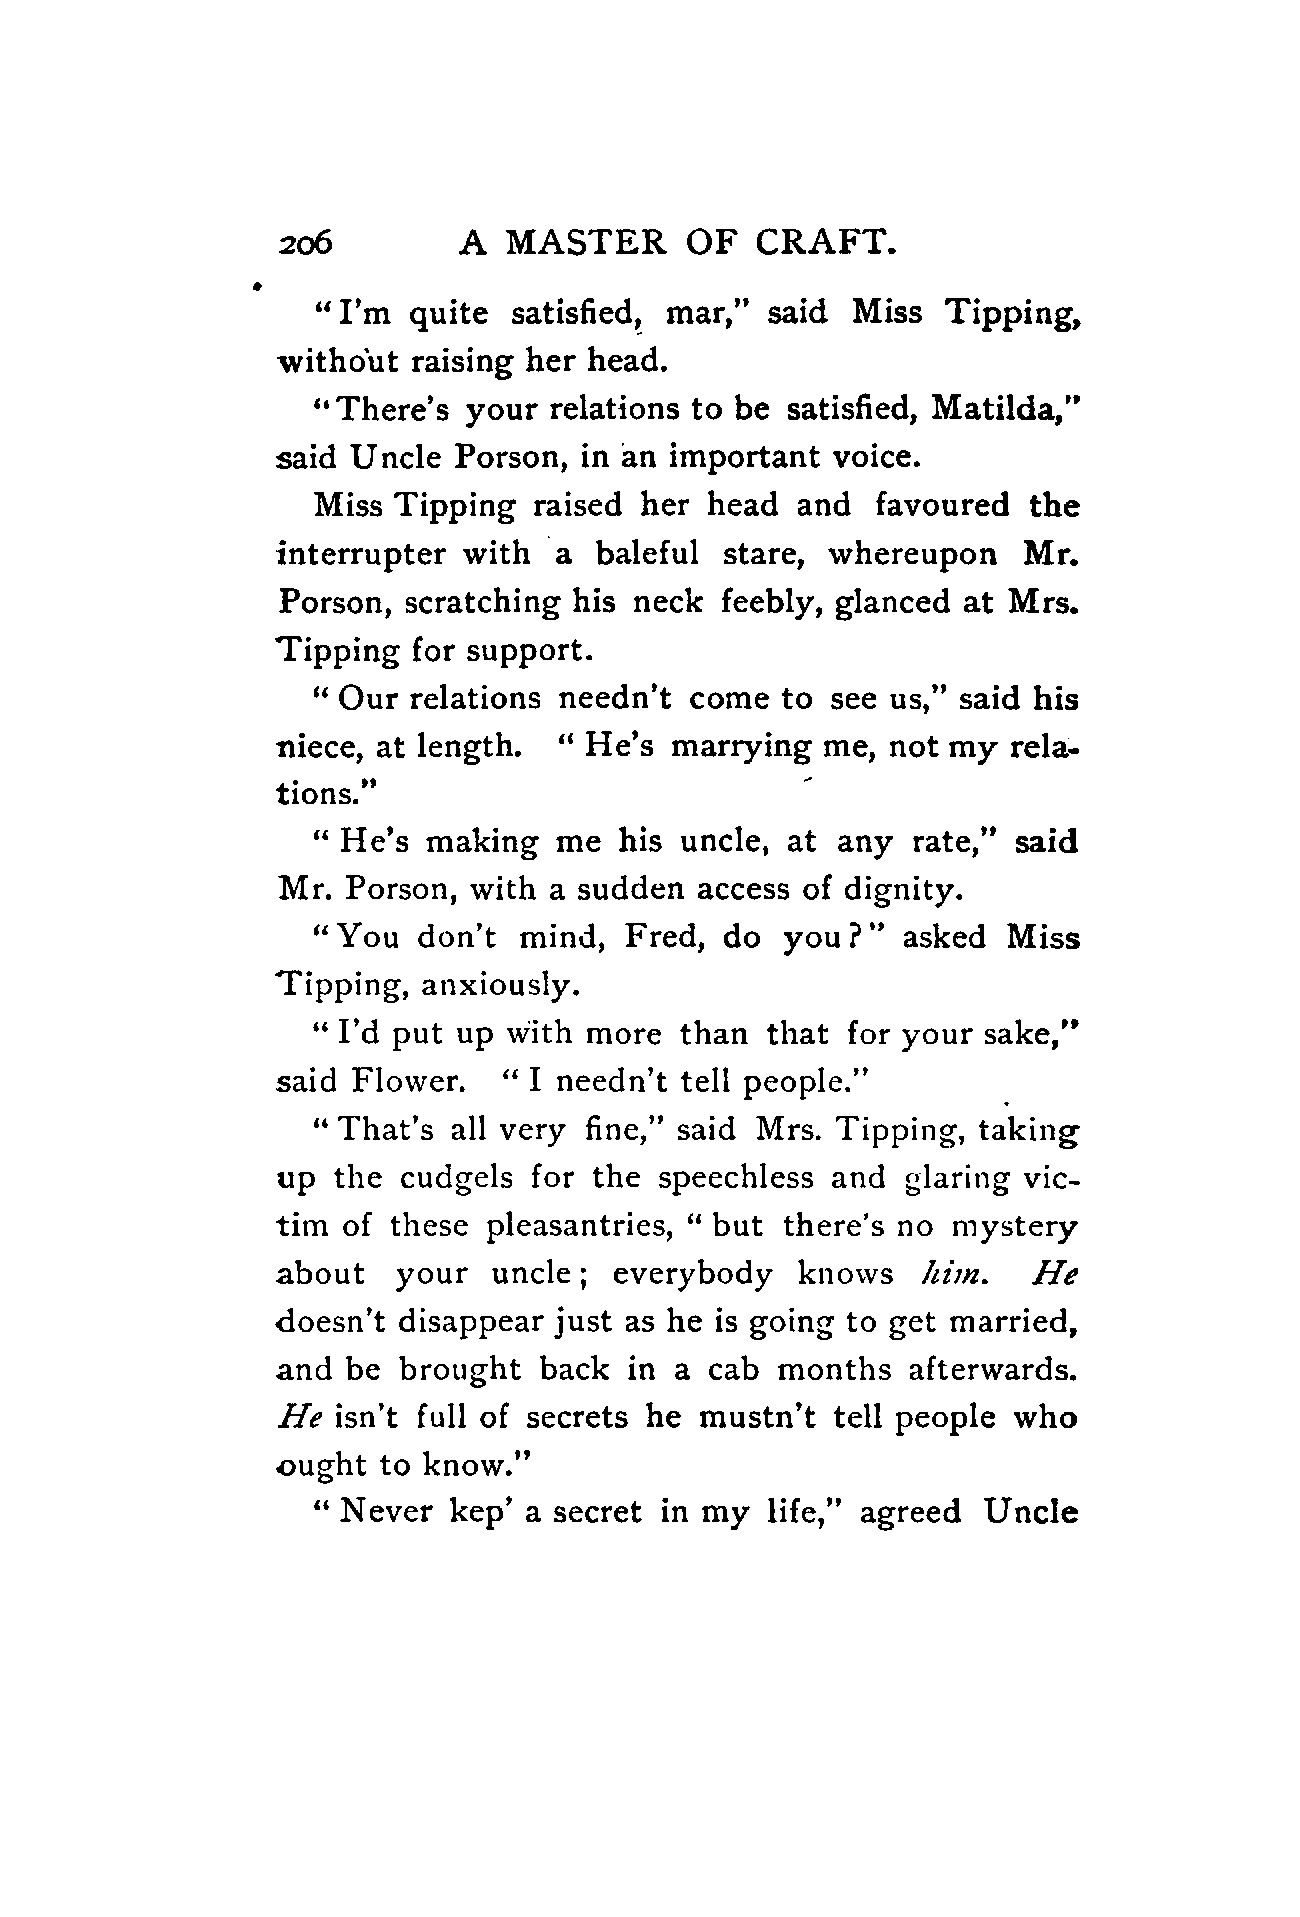 206 A MASTER OF CRAFT.
"I'm quite satisfied, mar," said Miss Tipping,
without raising her head.
"There's your relations to be satisfied, Matilda,"
said Uncle Porson, in an important voice.
Miss Tipping raised her head and favoured the
interrupter with a baleful stare, whereupon Mr.
Porson, scratching his neck feebly, glanced at Mrs.
Tipping for support.
"Our relations needn't come to see us," said his
niece, at length. "He's marrying me, not my rela-
tions."
"He's making me his uncle, at any rate," said
Mr. Porson, with a sudden access of dignity.
"You don't mind, Fred, do you?" asked Miss
Tipping, anxiously.
"I'd put up with more than that for your sake,"
said Flower. "I needn't tell people."
"That's all very fine," said Mrs. Tipping, taking
up the cudgels for the speechless and glaring vic-
tim of these pleasantries, "but there's no mystery
about your uncle; everybody knows him. He
doesn't disappear just as he is going to get married,
and be brought back in a cab months afterwards.
He isn't full of secrets he mustn't tell people who
ought to know."
"Never kep' a secret in my life," agreed Uncle